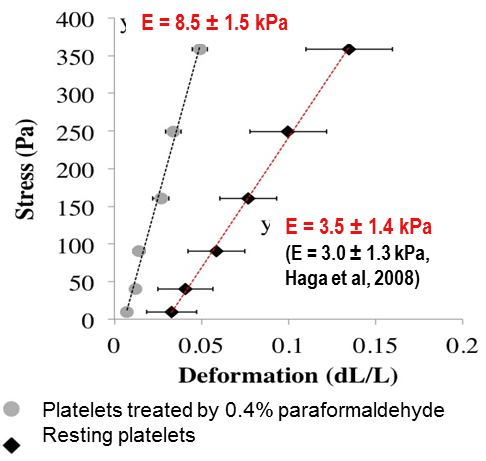 y E = 8.5 ± 1.5 kPa
400
350
300
250
200
150
100
50
0
Stress (Pa)
y E = 3.5 ± 1.4 kPa
(E = 3.0 ± 1.3 kPa,
Haga et al, 2008)
0 0.05 0.1 0.15 0.2
Deformation (dL/L)
Platelets treated by 0.4% paraformaldehyde
Resting platelets